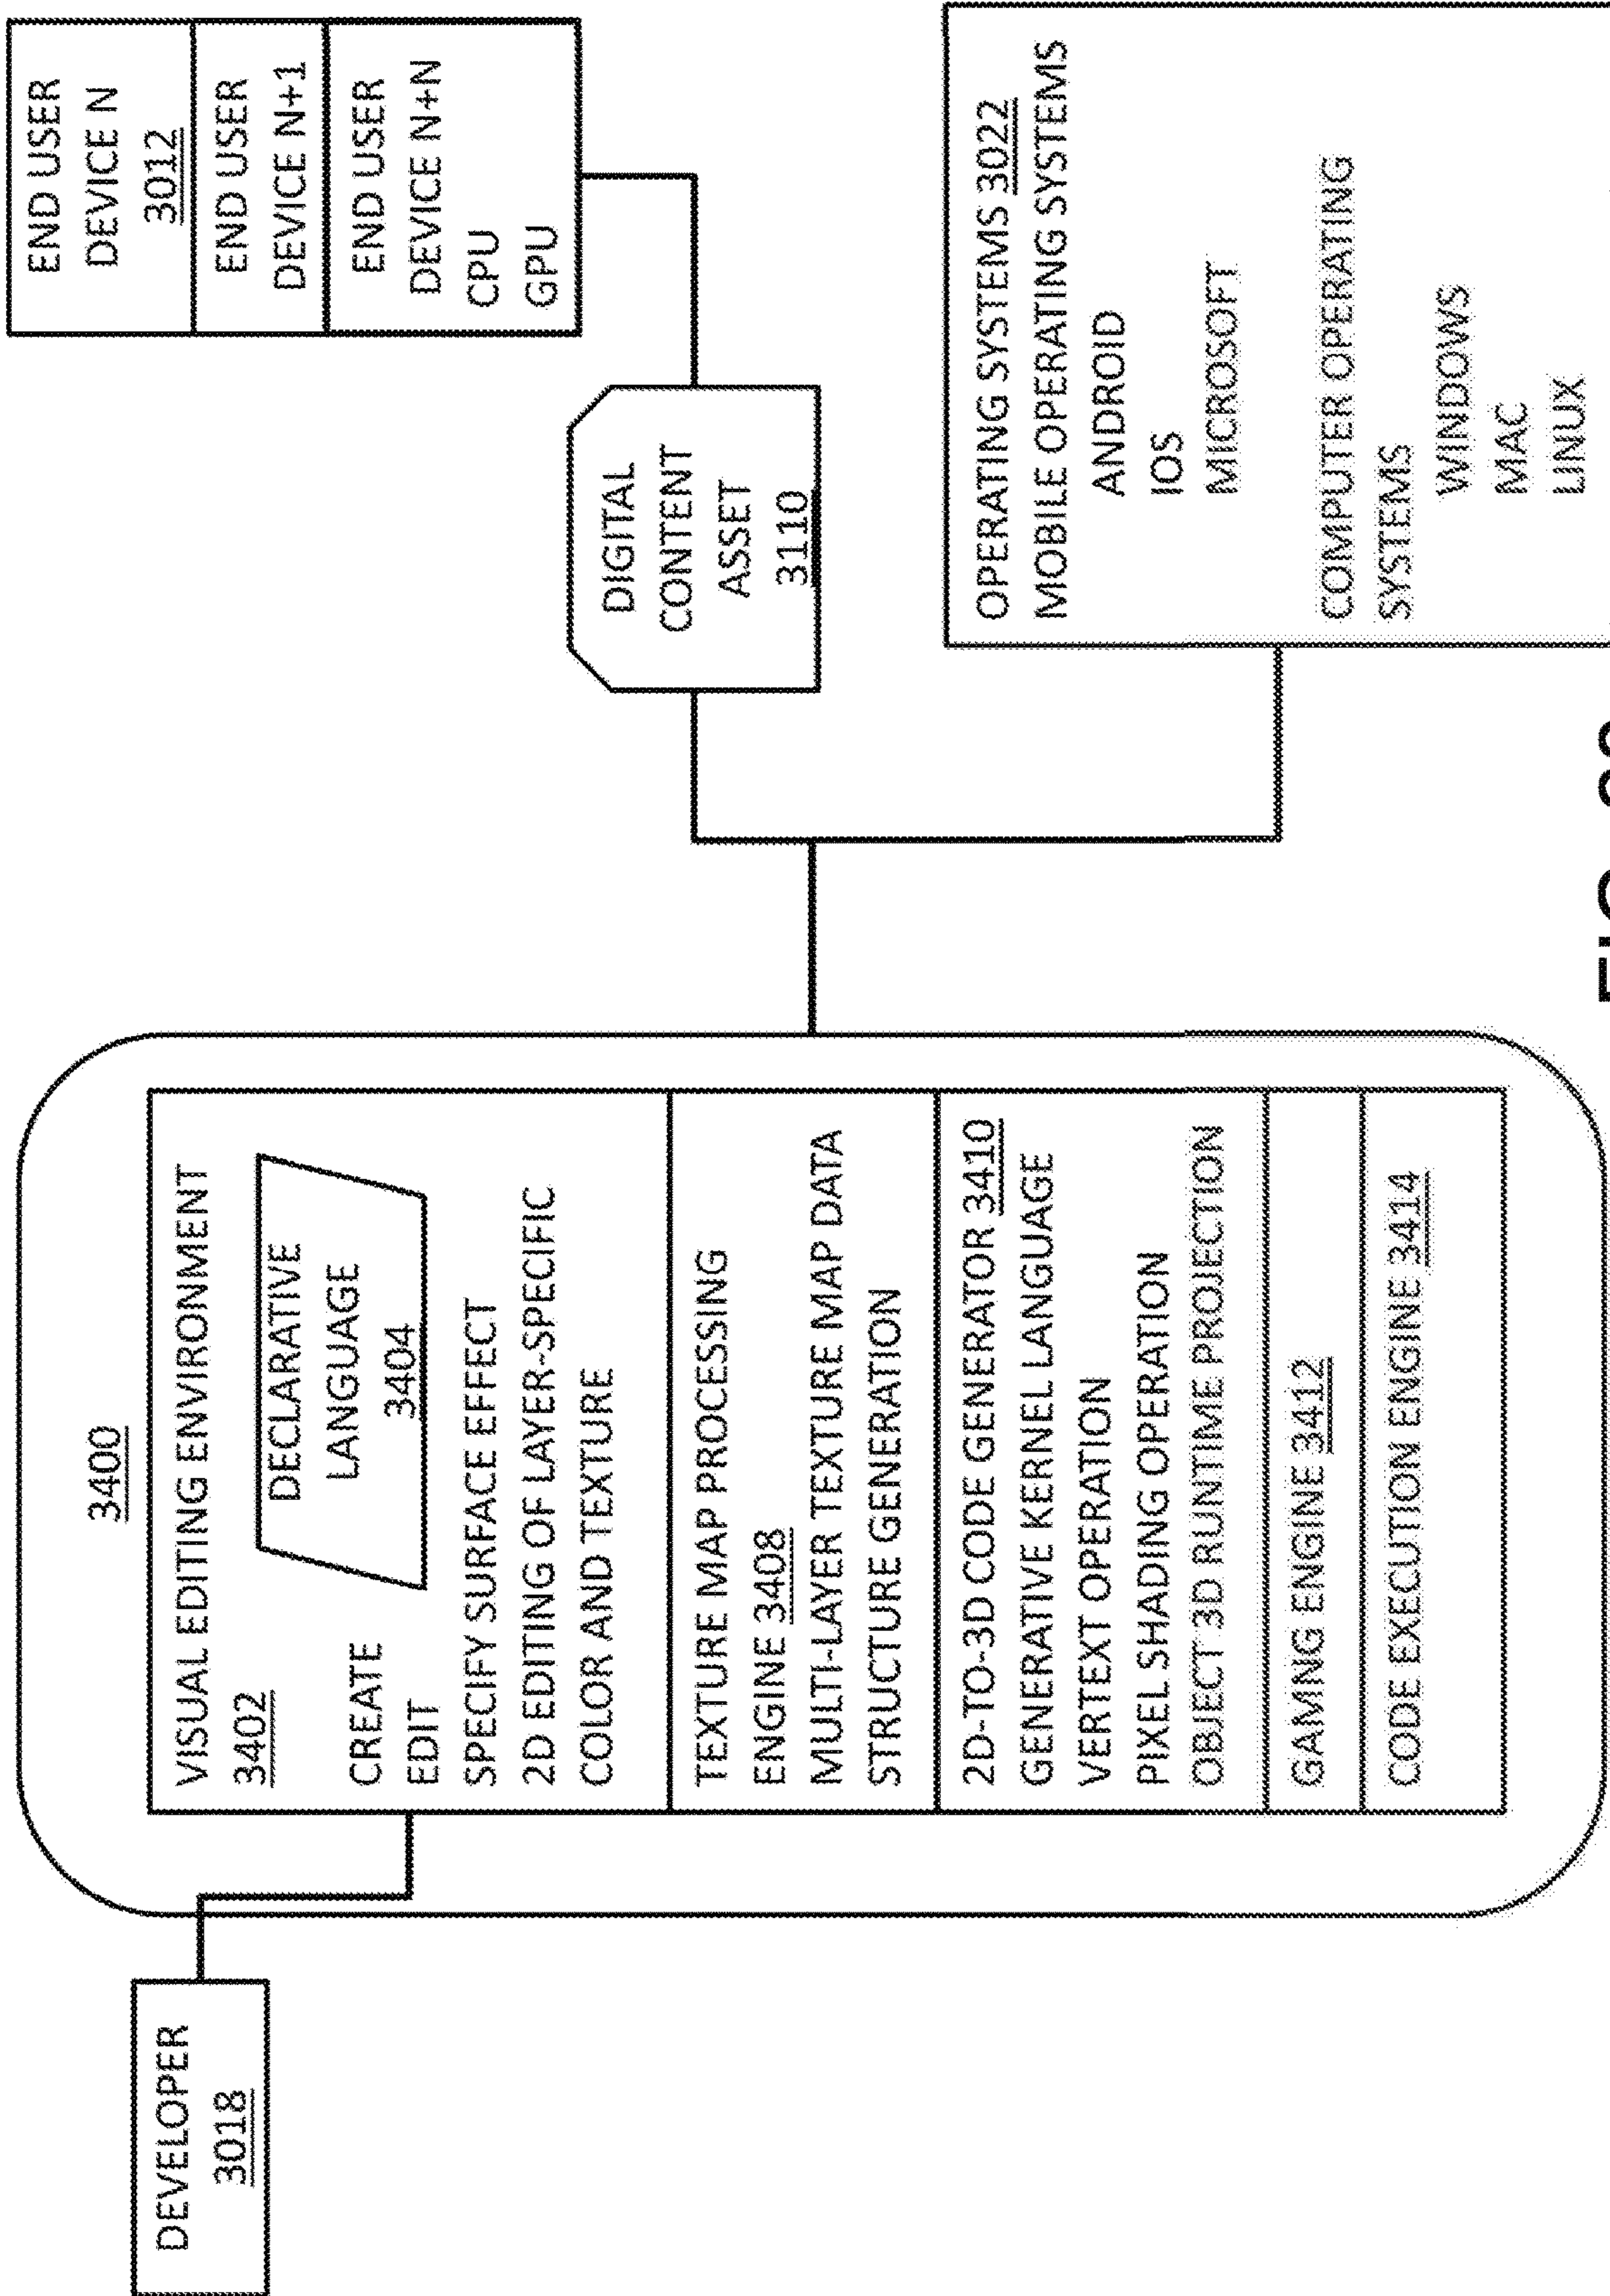 DEVELOPER
3018
3400
VISUAL EDITING ENVIRONMENT
3402
DECLARATIVE
LANGUAGE
3404
CREATE
EDIT
SPECIFY SURFACE EFFECT
2D EDITING OF LAYER-SPECIFIC
COLOR AND TEXTURE
TEXTURE MAP PROCESSING
ENGINE 3408
MULTI-LAYER TEXTURE MAP DATA
STRUCTURE GENERATION
2D-TO-3D CODE GENERATOR 3410
GENERATIVE KERNEL LANGUAGE
VERTEXT OPERATION
PIXEL SHADING OPERATION
OBJECT 3D RUNTIME PROJECTION
GAMNG ENGINE 3412
CODE EXECUTION ENGINE 3414
DIGITAL
CONTENT
ASSET
3110
END USER
DEVICE N
3012
END USER
DEVICE N+1
END USER
DEVICE N+N
CPU
GPU
OPERATING SYSTEMS 3022
MOBILE OPERATING SYSTEMS
ANDROID
IOS
MICROSOFT
COMPUTER OPERATING
SYSTEMS
WINDOWS
MAC
LINUX
FIG.